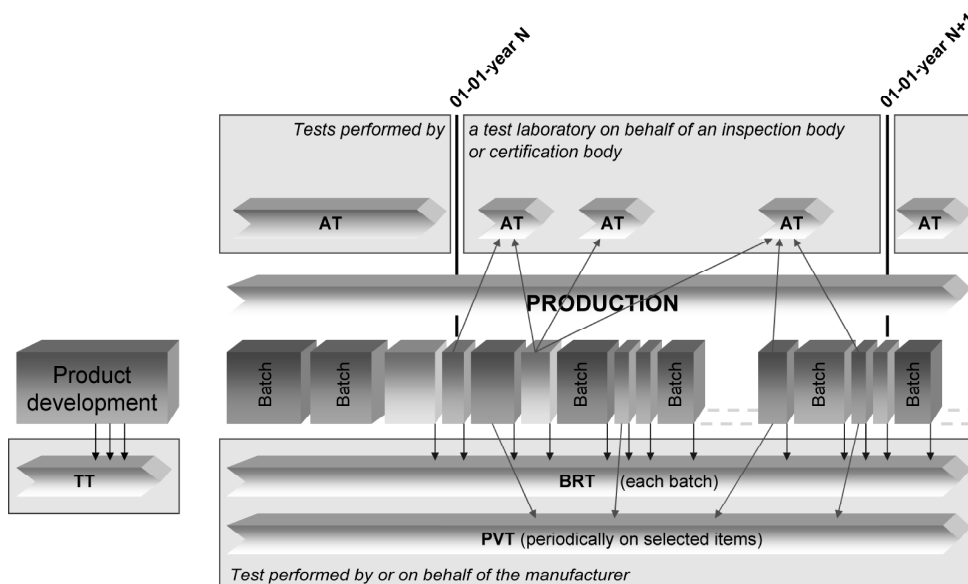 01-01-year N
01-01-year N+1
Tests performed by
a test laboratory on behalf of an inspection body
or certification body
AT
AT
AT
AT
AT
PRODUCTION
Product
development
Batch
Batch
Batch
Batch
Batch
Batch
TT
BRT (each batch)
PVT (periodically on selected items)
Test performed by or on behalf of the manufacturer